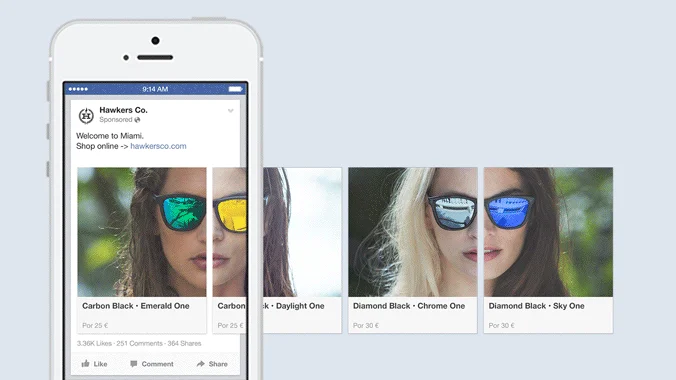 9:14 AM
Hawkers Co.
Sponsored
Welcome to Miami.
Shop online -> hawkersco.com
Carbon Black • Emerald One
Por 25 €
Carbon Black • Daylight One
Por 25 €
Diamond Black • Chrome One
Por 30 €
Diamond Black • Sky One
Por 30 €
3.36K Likes · 251 Comments · 364 Shares
Like
Comment
Share